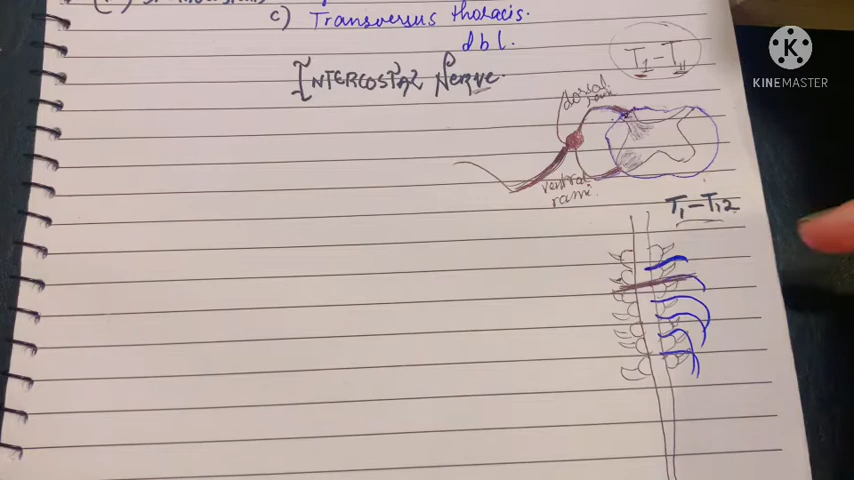 c) Transversus thoracis.
dbl.
INTERCOSTAL Nerve.
T1-T11
dorsal rami
ventral
rami.
T1-T12
K
KINEMASTER